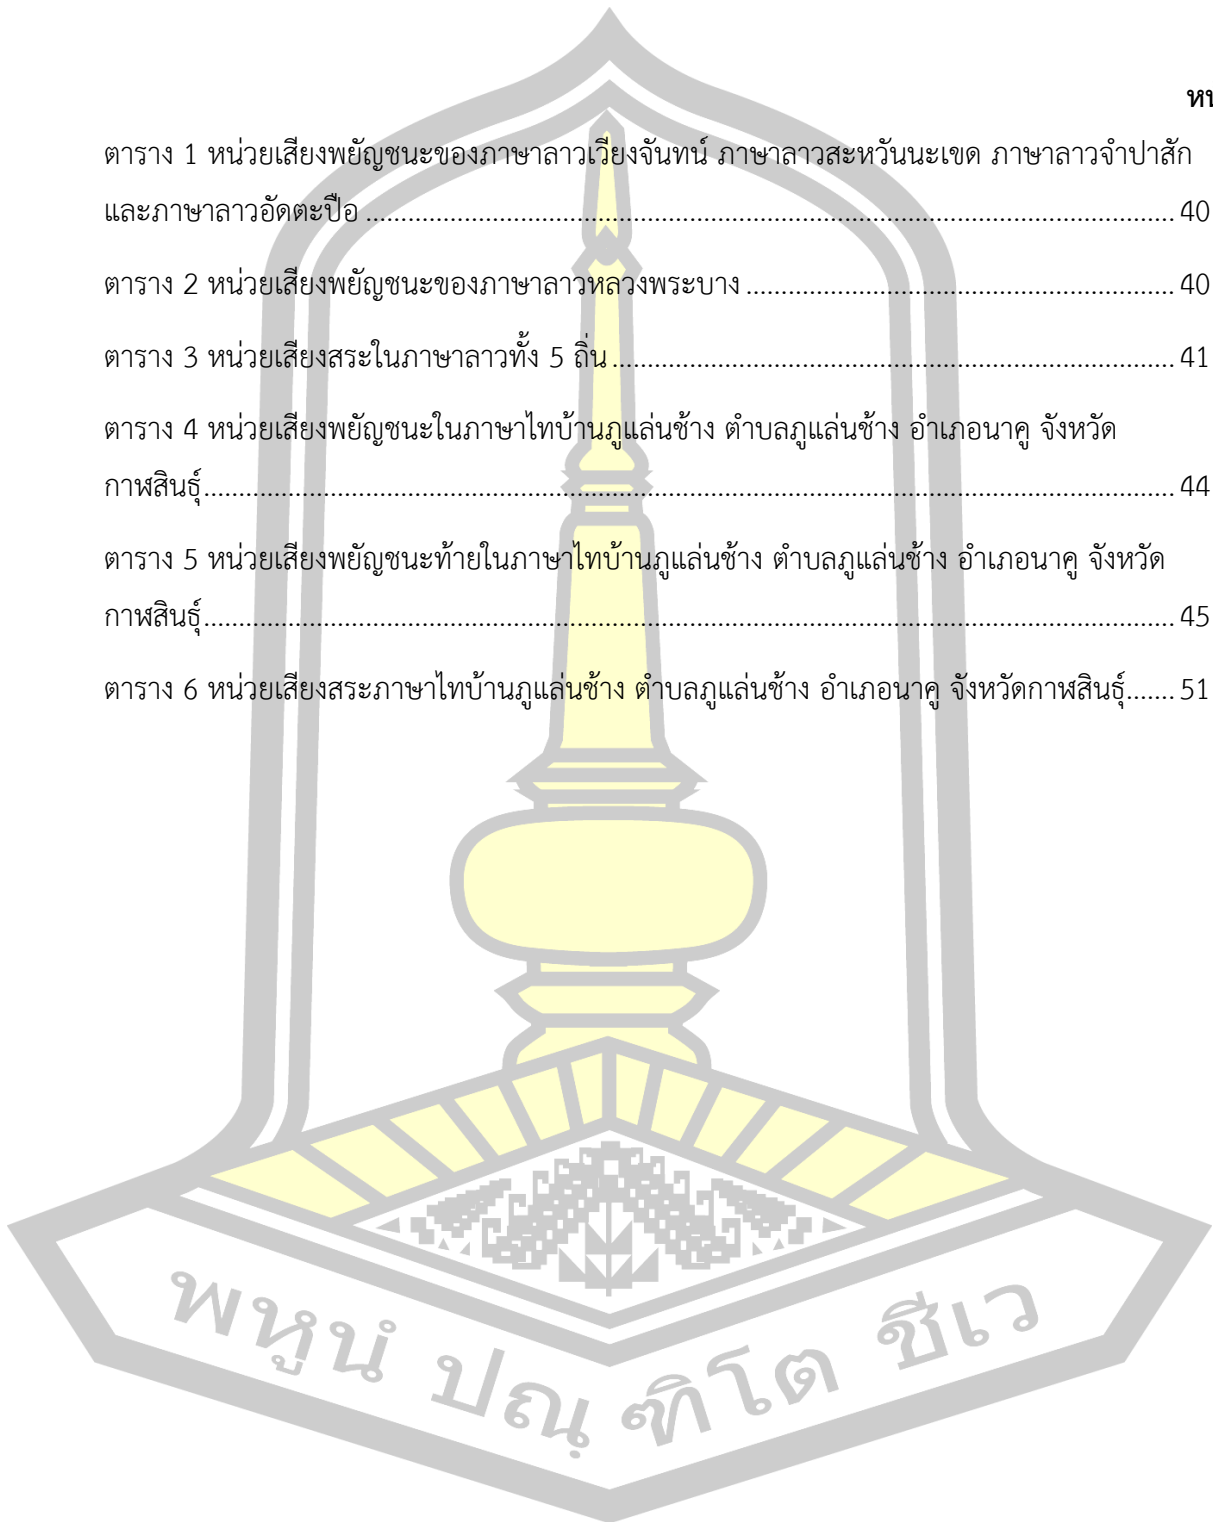 ตาราง 1 หน่วยเสียงพยัญชนะของภาษาลาวเวียงจันทน์ ภาษาลาวสะหวันนะเขด ภาษาลาวจำปาสัก
และภาษาลาวอัดตะปือ ........................................................................................................ 40
ตาราง 2 หน่วยเสียงพยัญชนะของภาษาลาวหลวงพระบาง ....................................................... 40
ตาราง 3 หน่วยเสียงสระในภาษาลาวทั้ง 5 ถิ่น ......................................................................... 41
ตาราง 4 หน่วยเสียงพยัญชนะในภาษาไทบ้านภูแล่นช้าง ตำบลภูแล่นช้าง อำเภอนาคู จังหวัด
กาฬสินธุ์ ............................................................................................................................. 44
ตาราง 5 หน่วยเสียงพยัญชนะท้ายในภาษาไทบ้านภูแล่นช้าง ตำบลภูแล่นช้าง อำเภอนาคู จังหวัด
กาฬสินธุ์ ............................................................................................................................. 45
ตาราง 6 หน่วยเสียงสระภาษาไทบ้านภูแล่นช้าง ตำบลภูแล่นช้าง อำเภอนาคู จังหวัดกาฬสินธุ์ ....... 51
พหูนํ ปณฺ ฑิโต ชีเว